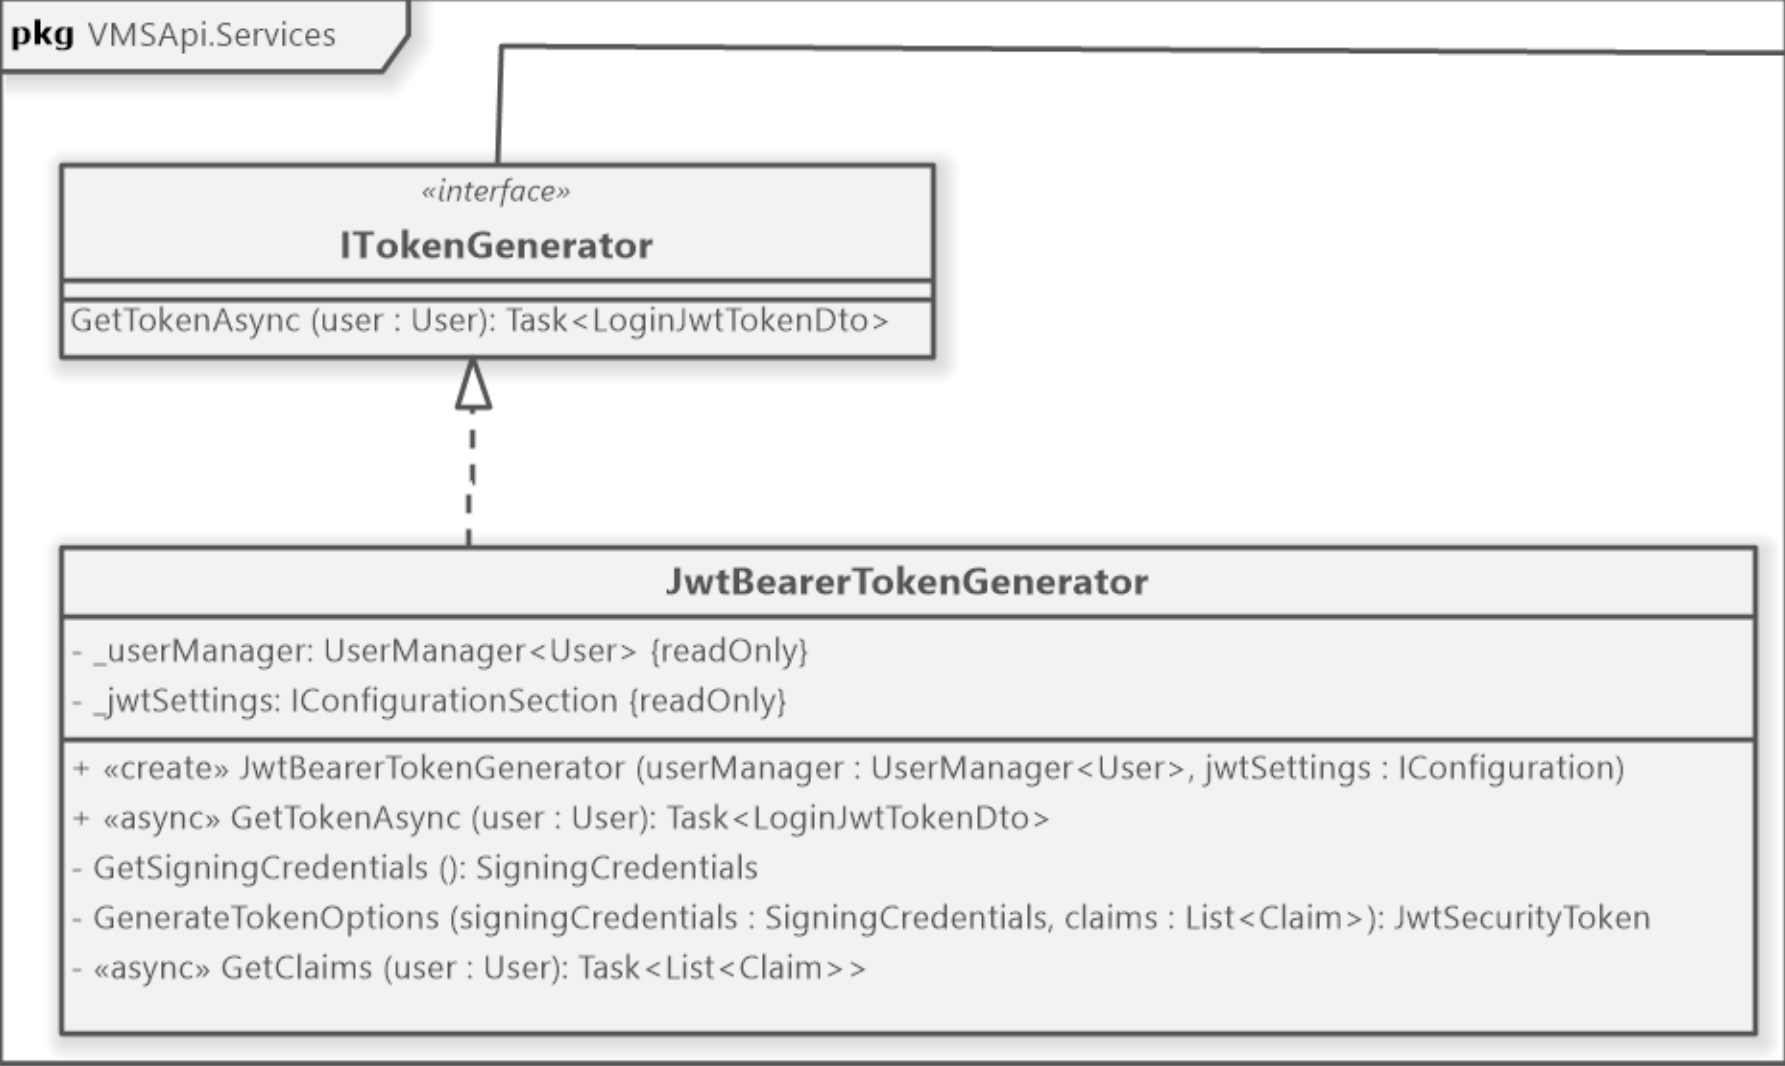 pkg VMSApi.Services
«interface»
ITokenGenerator
GetTokenAsync (user : User): Task<LoginJwtTokenDto>
JwtBearerTokenGenerator
- _userManager: UserManager<User> {readOnly}
- _jwtSettings: IConfigurationSection {readOnly}
+ «create» JwtBearerTokenGenerator (userManager : UserManager<User>, jwtSettings : IConfiguration)
+ «async» GetTokenAsync (user : User): Task<LoginJwtTokenDto>
- GetSigningCredentials (): SigningCredentials
- GenerateTokenOptions (signingCredentials : SigningCredentials, claims : List<Claim>): JwtSecurityToken
- «async» GetClaims (user : User): Task<List<Claim>>